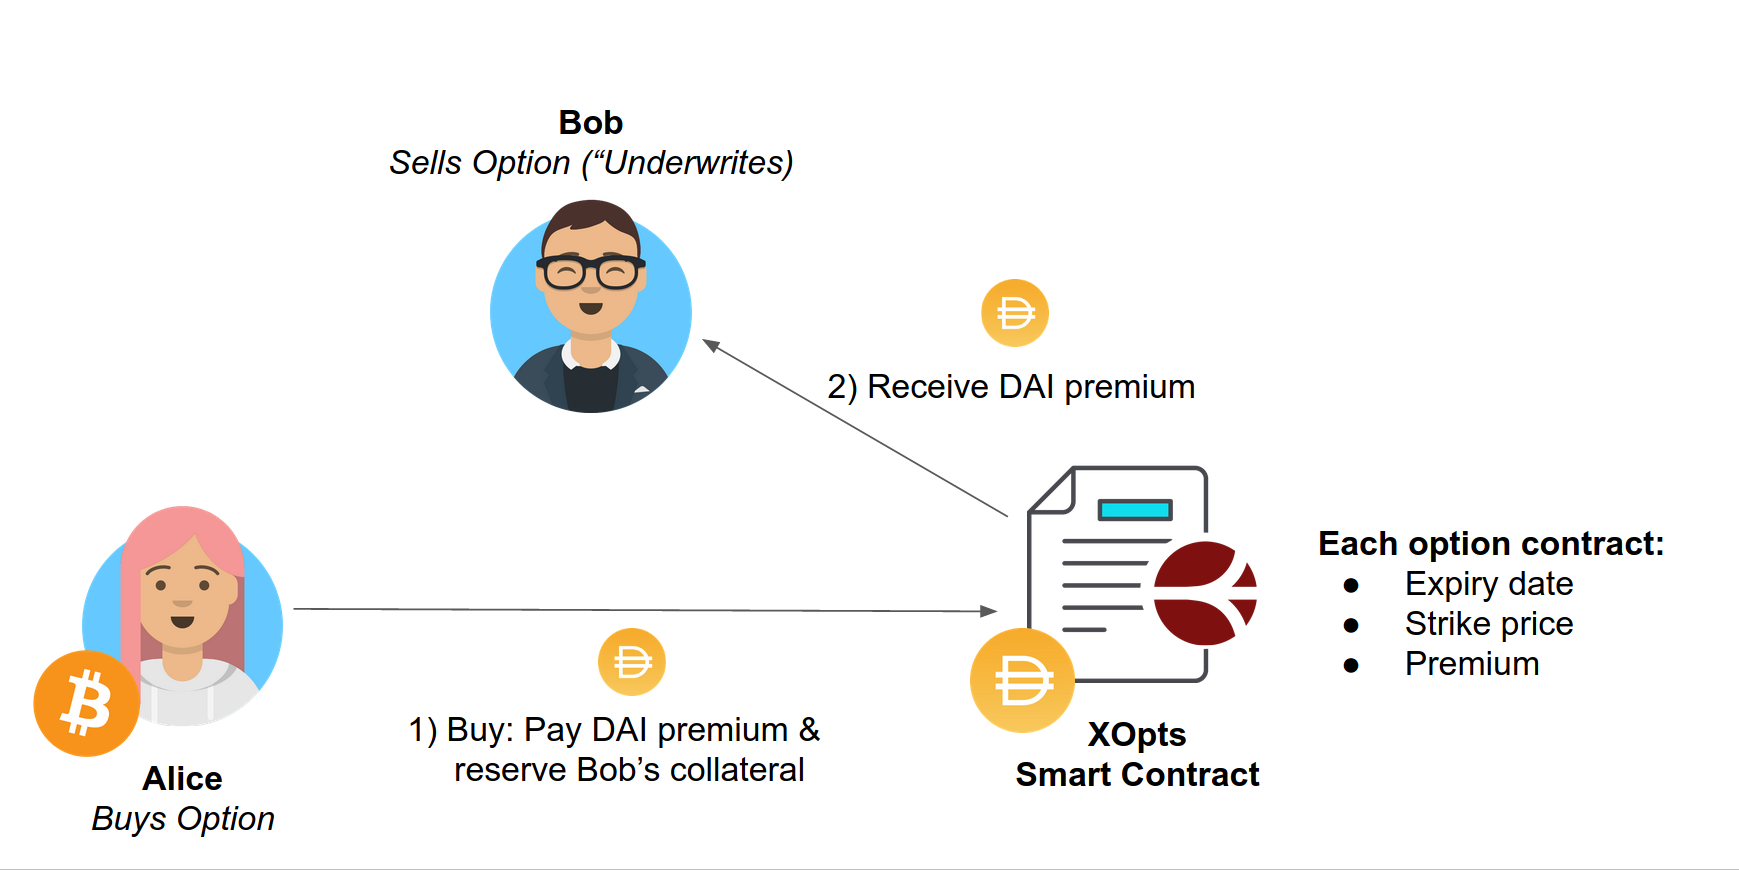 Bob
Sells Option (“Underwrites)
2) Receive DAI premium
Each option contract:
● Expiry date
● Strike price
● Premium
1) Buy: Pay DAI premium &
reserve Bob’s collateral
XOpts
Smart Contract
Alice
Buys Option